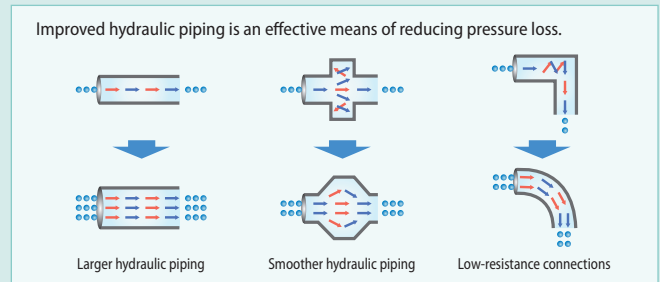 Improved hydraulic piping is an effective means of reducing pressure loss.
Larger hydraulic piping
Smoother hydraulic piping
Low-resistance connections